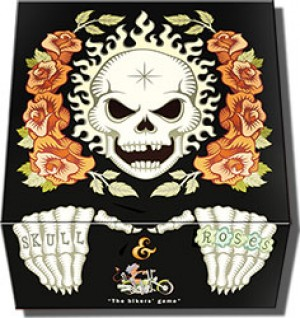 SKULL & ROSES
"The bikers' game"